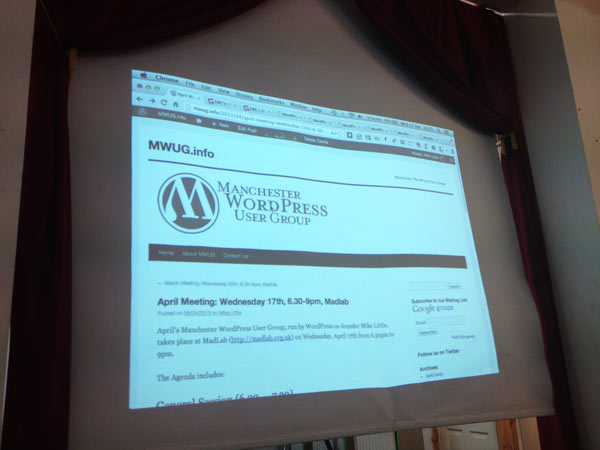 Chrome File Edit View History Bookmarks Window Help
mwug.info/2013/04/april-meeting-wednesday-17th-6-
New Edit Post Delete Cache
MWUG.info
Manchester WordPress User Group
MANCHESTER
WORDPRESS
USER GROUP
Home About MWUG Contact Us
← March Meeting: Wednesday 20th, 6.30-9pm, Madlab
Search
April Meeting: Wednesday 17th, 6.30-9pm, Madlab
Posted on 09/04/2013 by Mike Little
Subscribe to our Mailing List
Google groups
April's Manchester WordPress User Group, run by WordPress co-founder Mike Little,
takes place at MadLab (http://madlab.org.uk) on Wednesday, April 17th from 6.30pm to
9pm.
Email:
Subscribe
Visit this group
The Agenda includes:
Follow us on Twitter
Archives
April 2013
General Session (6.30 – 7.30)